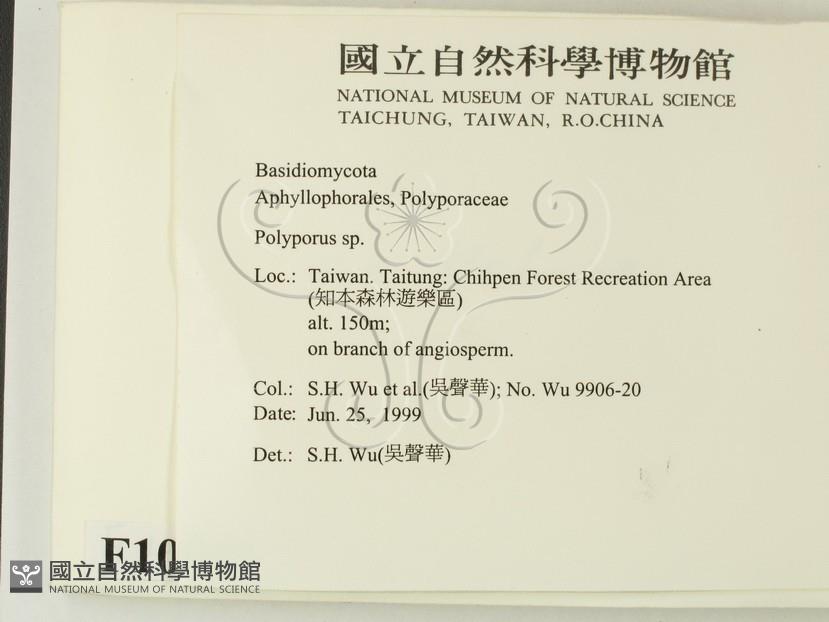 國立自然科學博物館
NATIONAL MUSEUM OF NATURAL SCIENCE
TAICHUNG, TAIWAN, R.O.CHINA
Basidiomycota
Aphyllophorales, Polyporaceae
Polyporus sp.
Loc.: Taiwan. Taitung: Chihpen Forest Recreation Area
(知本森林遊樂區)
alt. 150m;
on branch of angiosperm.
Col.: S.H. Wu et al.(吳聲華); No. Wu 9906-20
Date: Jun. 25, 1999
Det.: S.H. Wu(吳聲華)
F10
國立自然科學博物館
NATIONAL MUSEUM OF NATURAL SCIENCE